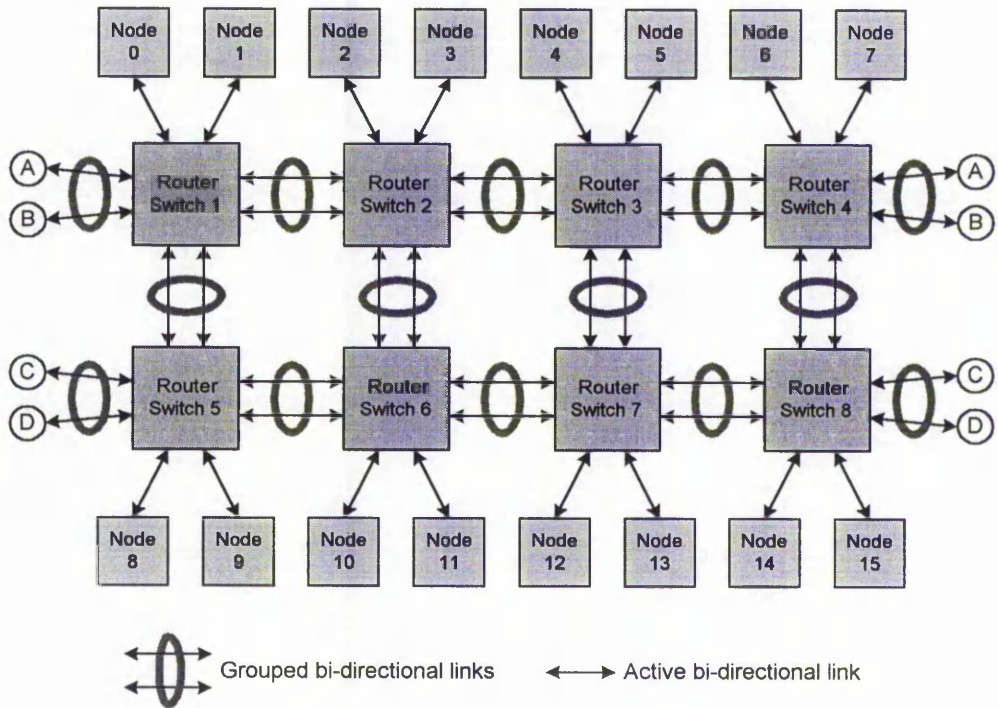 Node 0
Node 1
Node 2
Node 3
Node 4
Node 5
Node 6
Node 7
A
B
Router Switch 1
Router Switch 2
Router Switch 3
Router Switch 4
A
B
C
D
Router Switch 5
Router Switch 6
Router Switch 7
Router Switch 8
C
D
Node 8
Node 9
Node 10
Node 11
Node 12
Node 13
Node 14
Node 15
Grouped bi-directional links
Active bi-directional link